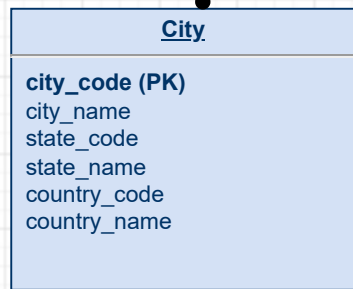 City
city_code (PK)
city_name
state_code
state_name
country_code
country_name